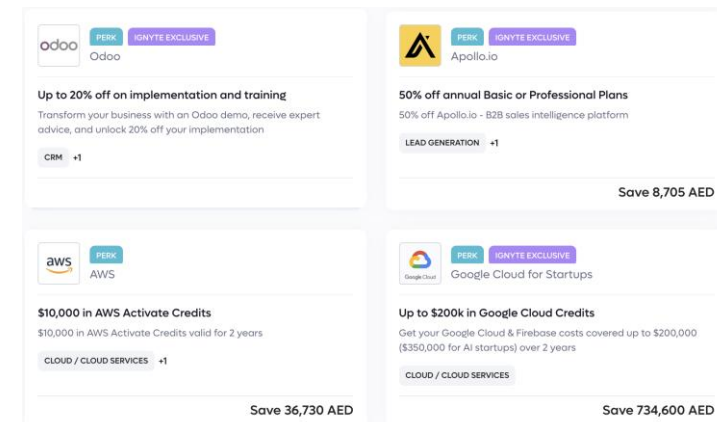 odoo
PERK IGNYTE EXCLUSIVE
Odoo
Up to 20% off on implementation and training
Transform your business with an Odoo demo, receive expert
advice, and unlock 20% off your implementation
CRM +1
PERK IGNYTE EXCLUSIVE
Apollo.io
50% off annual Basic or Professional Plans
50% off Apollo.io - B2B sales intelligence platform
LEAD GENERATION +1
Save 8,705 AED
aws
PERK
AWS
$10,000 in AWS Activate Credits
$10,000 in AWS Activate Credits valid for 2 years
CLOUD / CLOUD SERVICES +1
Save 36,730 AED
Google Cloud
PERK IGNYTE EXCLUSIVE
Google Cloud for Startups
Up to $200k in Google Cloud Credits
Get your Google Cloud & Firebase costs covered up to $200,000
($350,000 for AI startups) over 2 years
CLOUD / CLOUD SERVICES
Save 734,600 AED